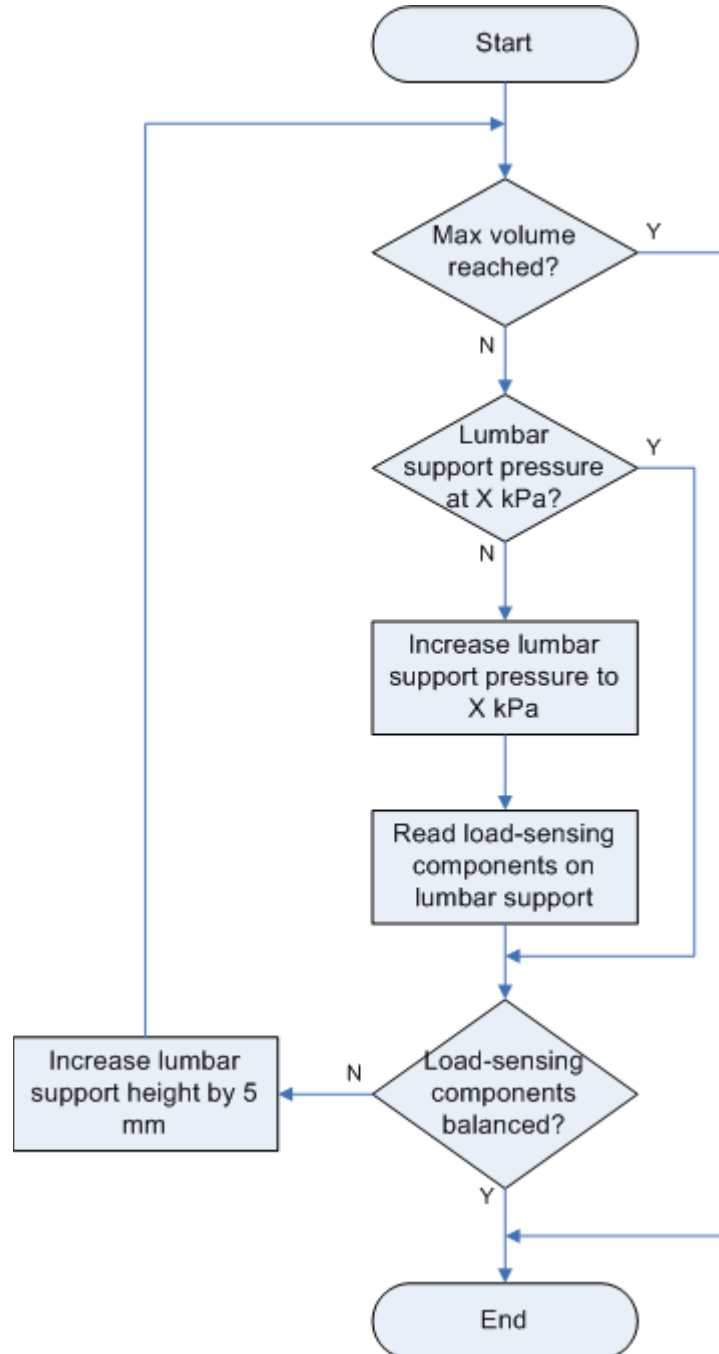 Start
Max volume
reached?
Y
N
Lumbar
support pressure
at X kPa?
Y
N
Increase lumbar
support pressure to
X kPa
Read load-sensing
components on
lumbar support
Load-sensing
components
balanced?
N
Y
Increase lumbar
support height by 5
mm
End